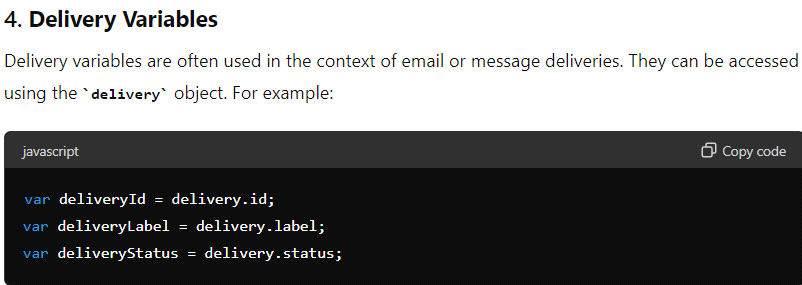 4. Delivery Variables
Delivery variables are often used in the context of email or message deliveries. They can be accessed
using the `delivery` object. For example:
javascript
Copy code
var deliveryId = delivery.id;
var deliveryLabel = delivery.label;
var deliveryStatus = delivery.status;